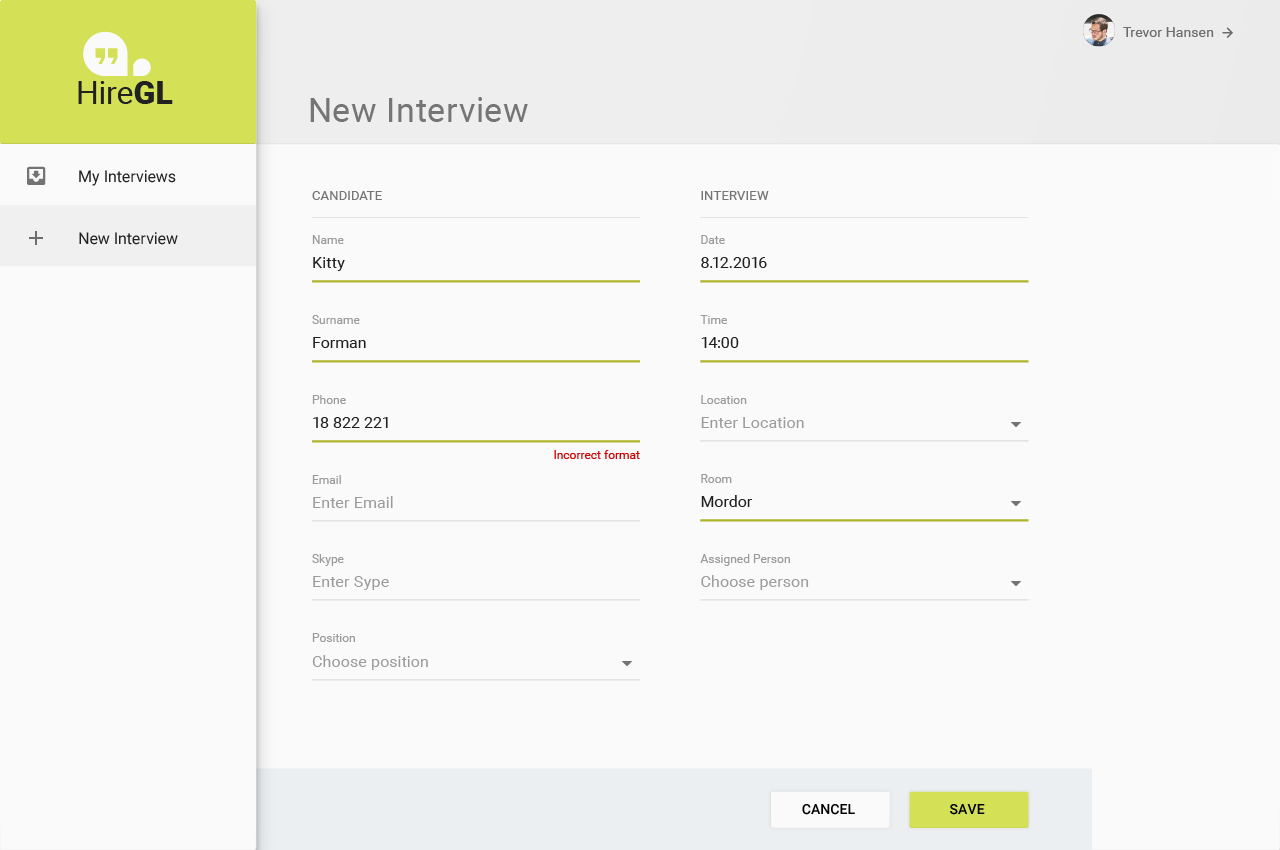 HireGL
Trevor Hansen
New Interview
My Interviews
New Interview
CANDIDATE
Name
Kitty
Surname
Forman
Phone
18 822 221
Incorrect format
Email
Enter Email
Skype
Enter Sype
Position
Choose position
INTERVIEW
Date
8.12.2016
Time
14:00
Location
Enter Location
Room
Mordor
Assigned Person
Choose person
CANCEL
SAVE